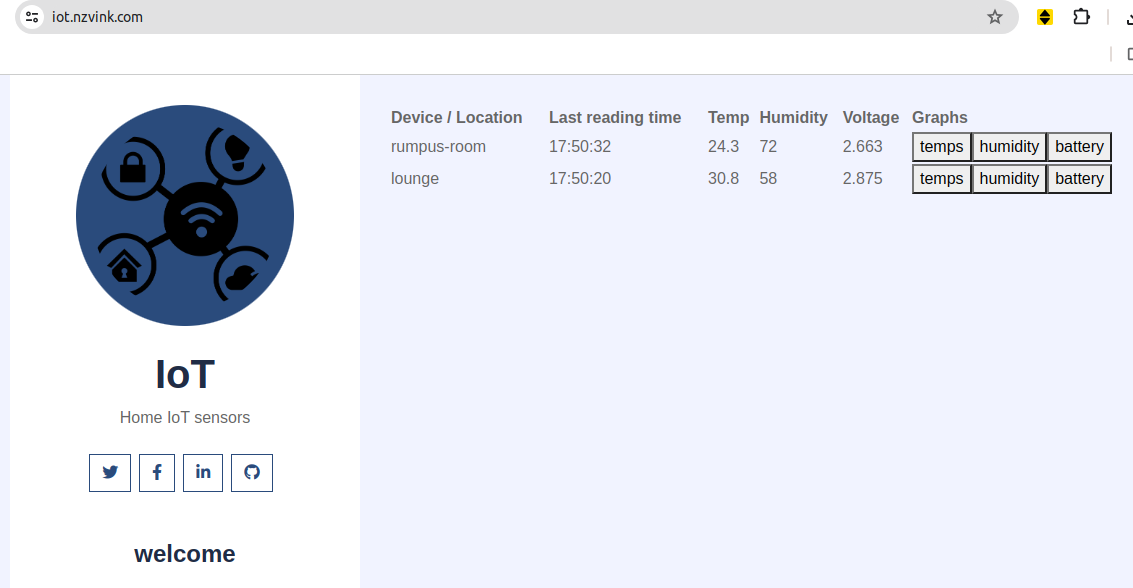 iot.nzvink.com
Device / Location Last reading time Temp Humidity Voltage Graphs
rumpus-room 17:50:32 24.3 72 2.663 temps humidity battery
lounge 17:50:20 30.8 58 2.875 temps humidity battery
IoT
Home IoT sensors
welcome